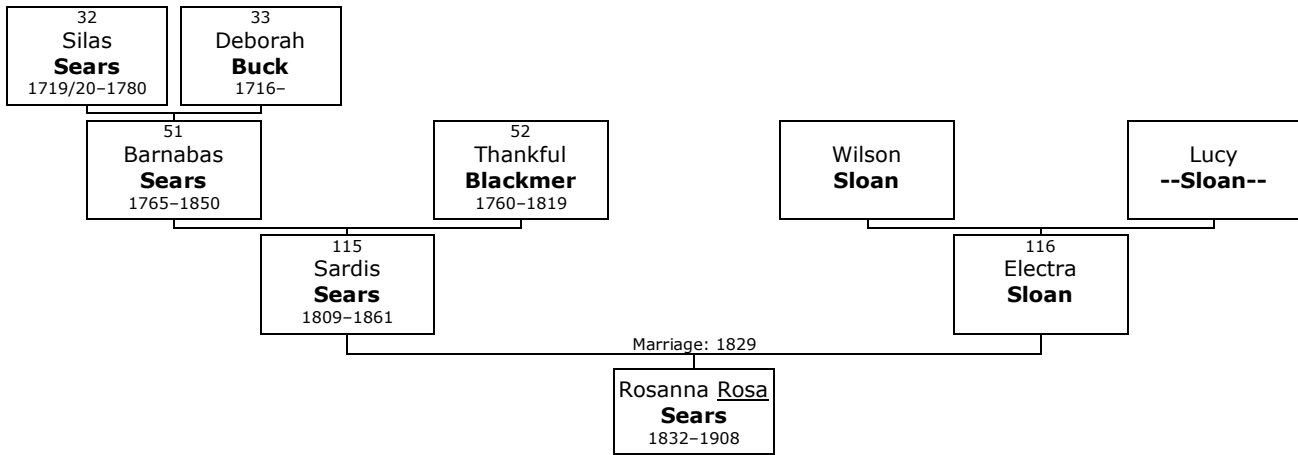 32
Silas
Sears
1719/20–1780
33
Deborah
Buck
1716–
51
Barnabas
Sears
1765–1850
52
Thankful
Blackmer
1760–1819
Wilson
Sloan
Lucy
--Sloan--
115
Sardis
Sears
1809–1861
116
Electra
Sloan
Marriage: 1829
Rosanna Rosa
Sears
1832–1908